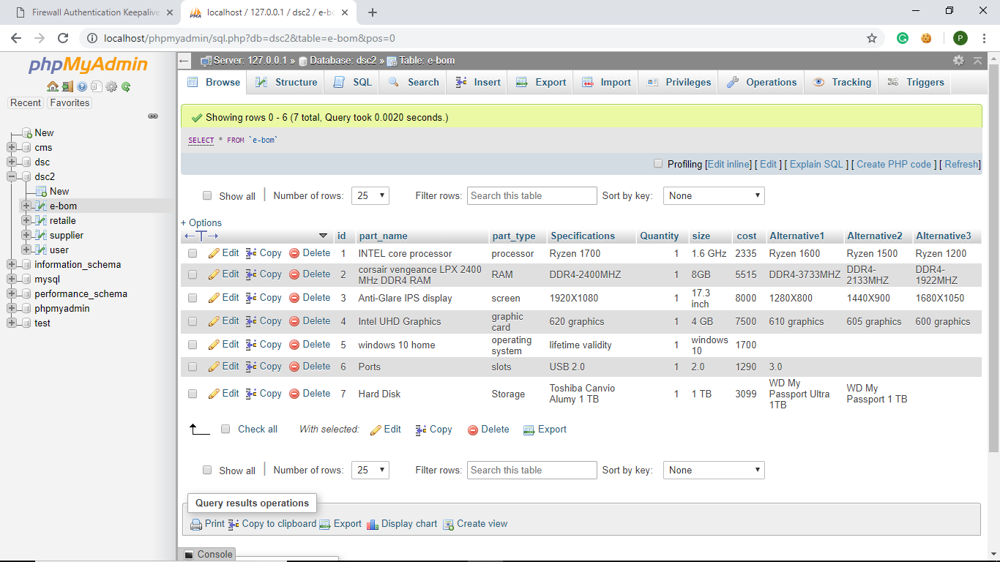 Firewall Authentication Keepalive
localhost / 127.0.0.1 / dsc2 / e-bo
localhost/phpmyadmin/sql.php?db=dsc2&table=e-bom&pos=0
P
phpMyAdmin
Recent Favorites
New
cms
dsc
dsc2
New
e-bom
retaile
supplier
user
information_schema
mysql
performance_schema
phpmyadmin
test
Server: 127.0.0.1 » Database: dsc2 » Table: e-bom
Browse Structure SQL Search Insert Export Import Privileges Operations Tracking Triggers
Showing rows 0 - 6 (7 total, Query took 0.0020 seconds.)
SELECT * FROM `e-bom`
Profiling [Edit inline] [ Edit ] [ Explain SQL ] [ Create PHP code ] [ Refresh]
Show all Number of rows: 25 Filter rows: Search this table Sort by key: None
+ Options
id part_name part_type Specifications Quantity size cost Alternative1 Alternative2 Alternative3
Edit Copy Delete 1 INTEL core processor processor Ryzen 1700 1 1.6 GHz 2335 Ryzen 1600 Ryzen 1500 Ryzen 1200
Edit Copy Delete 2 corsair vengeance LPX 2400 MHz DDR4 RAM RAM DDR4-2400MHZ 1 8GB 5515 DDR4-3733MHZ DDR4-2133MHZ DDR4-1922MHZ
Edit Copy Delete 3 Anti-Glare IPS display screen 1920X1080 1 17.3 inch 8000 1280X800 1440X900 1680X1050
Edit Copy Delete 4 Intel UHD Graphics graphic card 620 graphics 1 4 GB 7500 610 graphics 605 graphics 600 graphics
Edit Copy Delete 5 windows 10 home operating system lifetime validity 1 windows 10 1700
Edit Copy Delete 6 Ports slots USB 2.0 1 2.0 1290 3.0
Edit Copy Delete 7 Hard Disk Storage Toshiba Canvio Alumy 1 TB 1 1 TB 3099 WD My Passport Ultra 1TB WD My Passport 1 TB
Check all With selected: Edit Copy Delete Export
Show all Number of rows: 25 Filter rows: Search this table Sort by key: None
Query results operations
Print Copy to clipboard Export Display chart Create view
Console